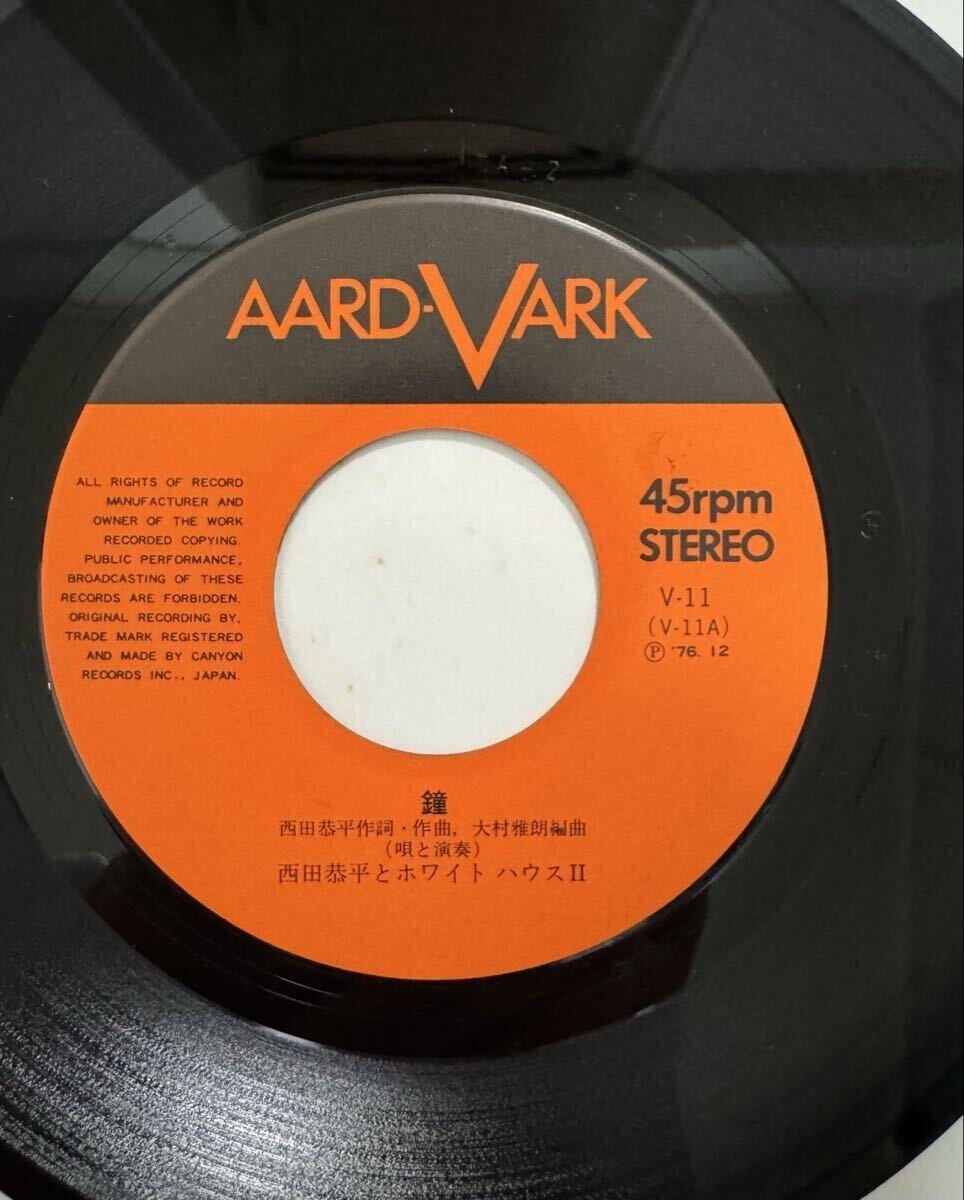 AARD-VARK
ALL RIGHTS OF RECORD
MANUFACTURER AND
OWNER OF THE WORK
RECORDED COPYING.
PUBLIC PERFORMANCE,
BROADCASTING OF THESE
RECORDS ARE FORBIDDEN.
ORIGINAL RECORDING BY,
TRADE MARK REGISTERED
AND MADE BY CANYON
RECORDS INC., JAPAN.
45rpm
STEREO
V-11
(V-11A)
Ⓟ '76. 12
鐘
西田恭平作詞・作曲, 大村雅朗編曲
(唄と演奏)
西田恭平とホワイト ハウスII